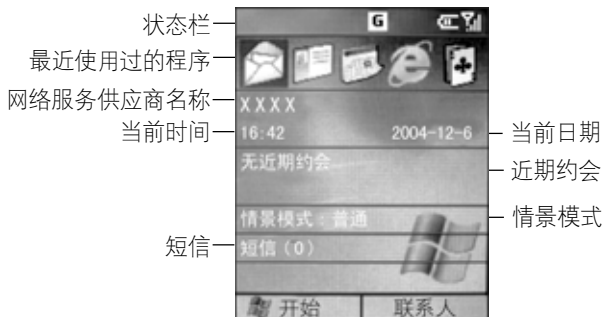 状态栏
G
最近使用过的程序
网络服务供应商名称
XXXX
当前时间
16:42
2004-12-6
当前日期
无近期约会
近期约会
情景模式：普通
情景模式
短信
短信（0）
开始
联系人